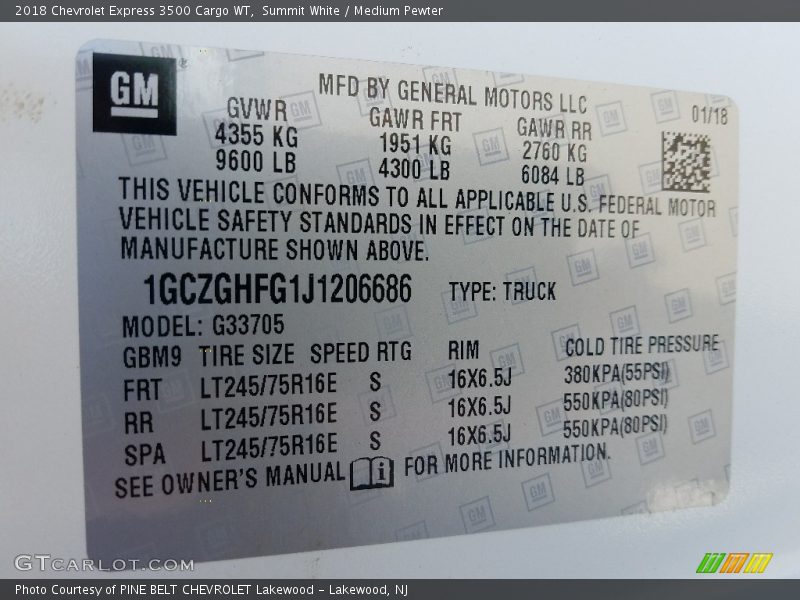 2018 Chevrolet Express 3500 Cargo WT, Summit White / Medium Pewter
GM ®
MFD BY GENERAL MOTORS LLC
01/18
GVWR GAWR FRT GAWR RR
4355 KG 1951 KG 2760 KG
9600 LB 4300 LB 6084 LB
THIS VEHICLE CONFORMS TO ALL APPLICABLE U.S. FEDERAL MOTOR
VEHICLE SAFETY STANDARDS IN EFFECT ON THE DATE OF
MANUFACTURE SHOWN ABOVE.
1GCZGHFG1J1206686 TYPE: TRUCK
MODEL: G33705
GBM9 TIRE SIZE SPEED RTG RIM COLD TIRE PRESSURE
FRT LT245/75R16E S 16X6.5J 380KPA(55PSI)
RR LT245/75R16E S 16X6.5J 550KPA(80PSI)
SPA LT245/75R16E S 16X6.5J 550KPA(80PSI)
SEE OWNER'S MANUAL i FOR MORE INFORMATION.
GTCARLOT.COM
Photo Courtesy of PINE BELT CHEVROLET Lakewood - Lakewood, NJ